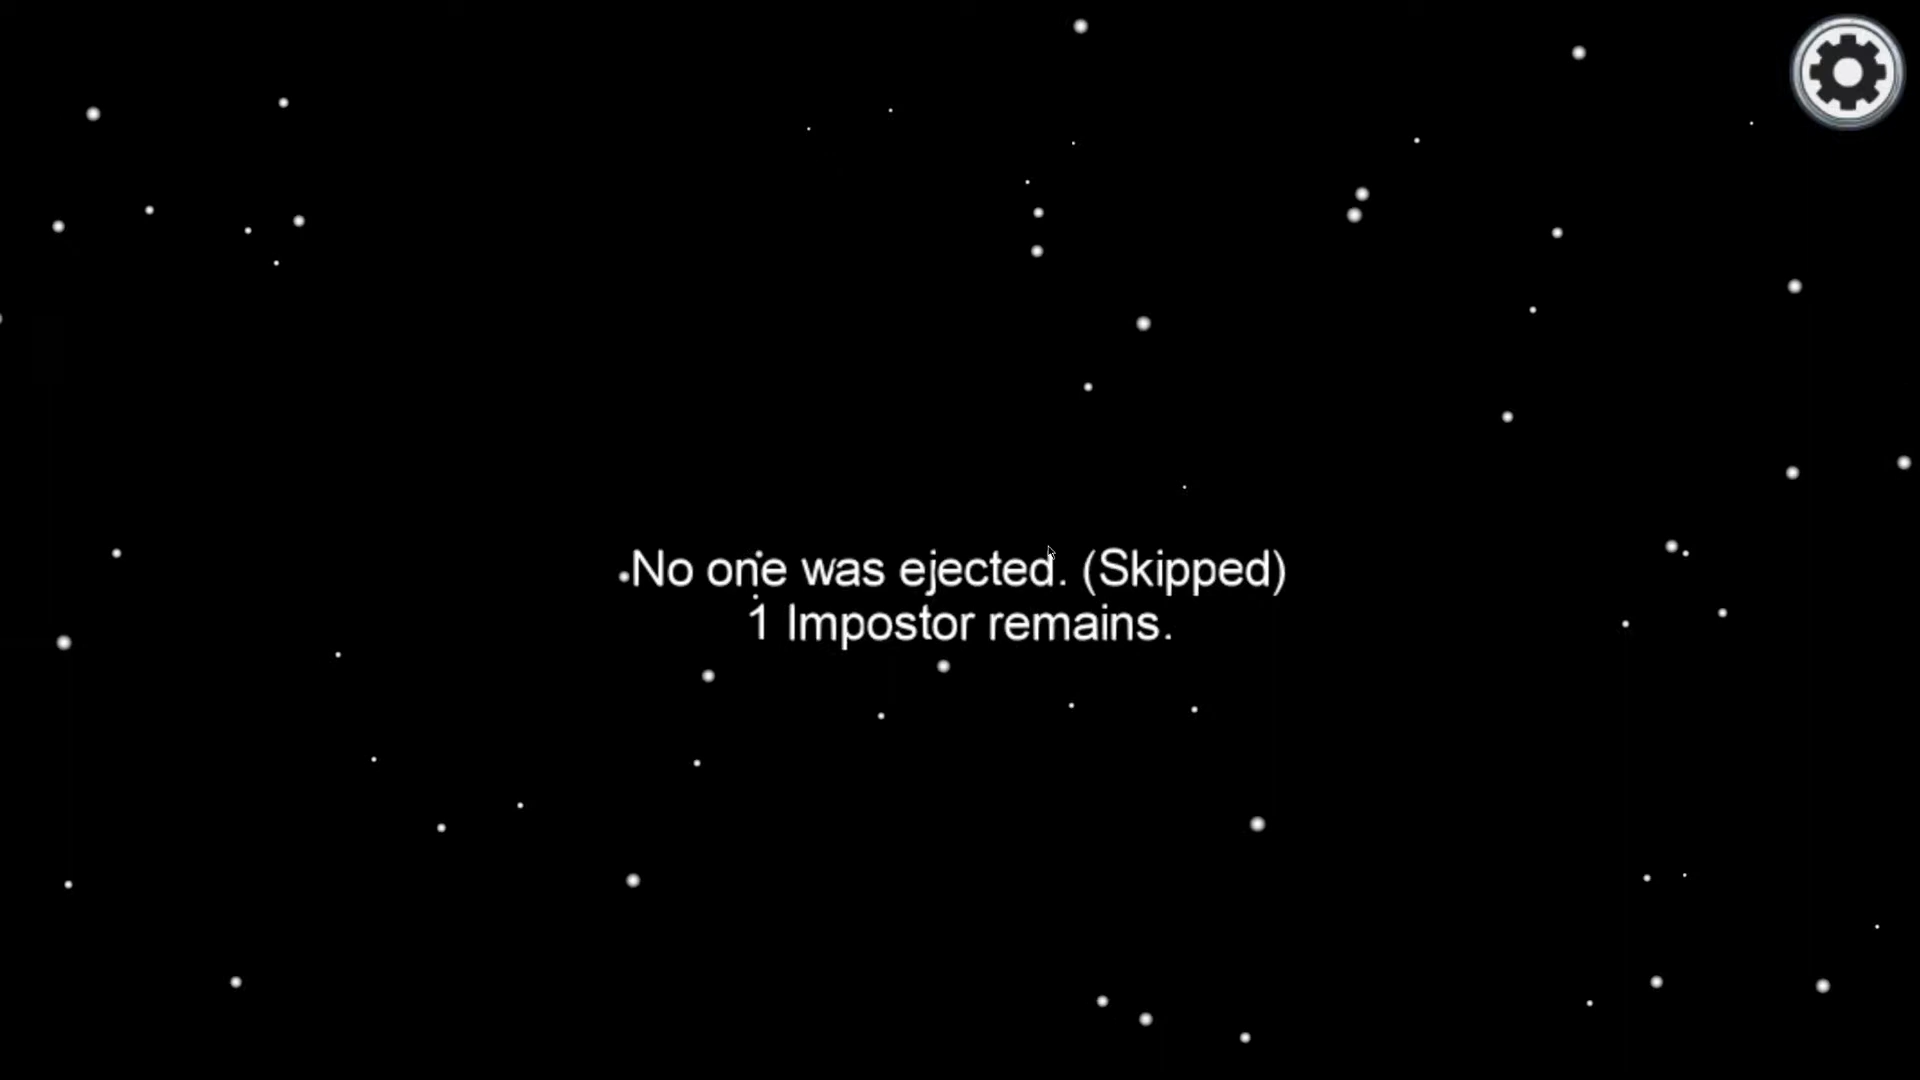 No one was ejected. (Skipped)
1 Impostor remains.